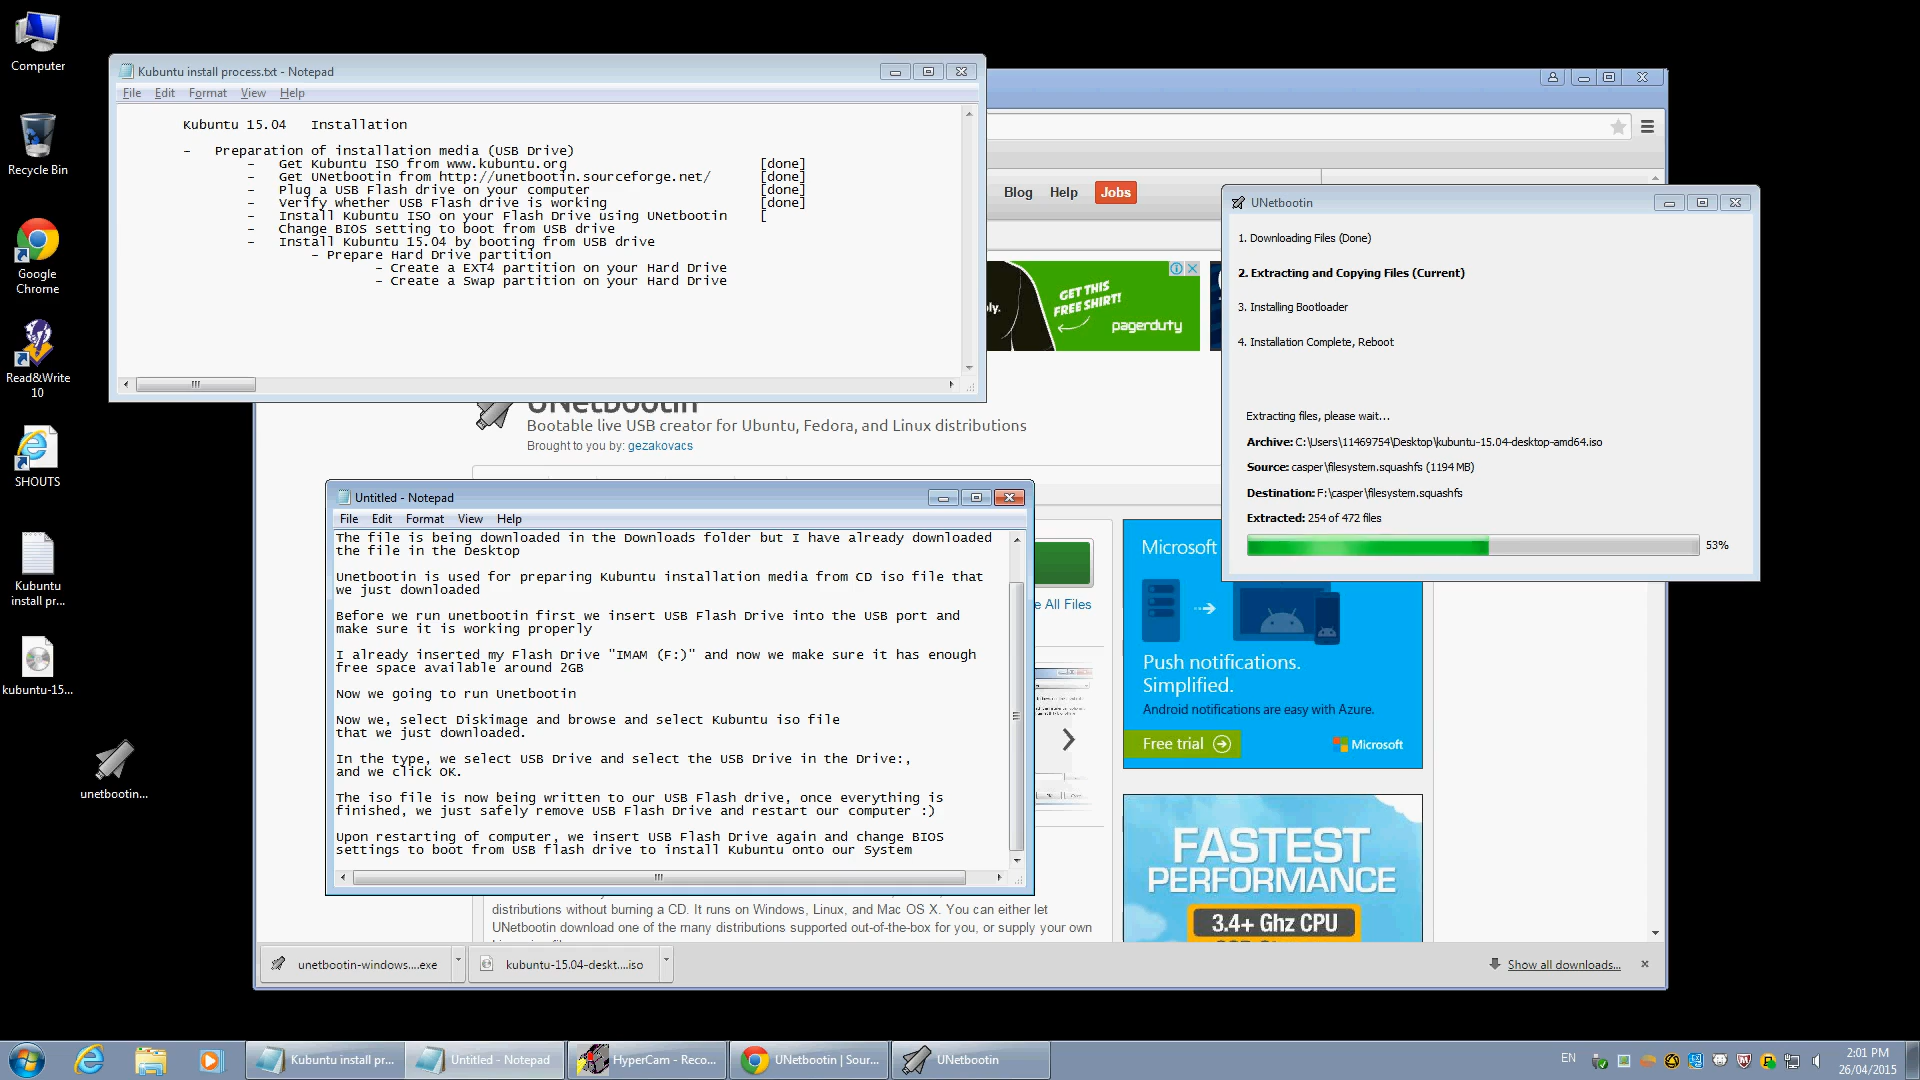 Computer
Recycle Bin
Google
Chrome
Read&Write
10
SHOUTS
Kubuntu
install pr...
kubuntu-15...
unetbootin...
Kubuntu install process.txt - Notepad
File Edit Format View Help
Kubuntu 15.04 Installation
- Preparation of installation media (USB Drive)
- Get Kubuntu ISO from www.kubuntu.org [done]
- Get UNetbootin from http://unetbootin.sourceforge.net/ [done]
- Plug a USB Flash drive on your computer [done]
- Verify whether USB Flash drive is working [done]
- Install Kubuntu ISO on your Flash Drive using UNetbootin [
- Change BIOS setting to boot from USB drive
- Install Kubuntu 15.04 by booting from USB drive
- Prepare Hard Drive partition
- Create a EXT4 partition on your Hard Drive
- Create a Swap partition on your Hard Drive
Blog Help Jobs
ply.
GET THIS
FREE SHIRT!
pagerduty
UNetbootin
Bootable live USB creator for Ubuntu, Fedora, and Linux distributions
Brought to you by: gezakovacs
UNetbootin
1. Downloading Files (Done)
2. Extracting and Copying Files (Current)
3. Installing Bootloader
4. Installation Complete, Reboot
Extracting files, please wait...
Archive: C:\Users\11469754\Desktop\kubuntu-15.04-desktop-amd64.iso
Source: casper\filesystem.squashfs (1194 MB)
Destination: F:\casper\filesystem.squashfs
Extracted: 254 of 472 files
53%
Untitled - Notepad
File Edit Format View Help
The file is being downloaded in the Downloads folder but I have already downloaded
the file in the Desktop
Unetbootin is used for preparing Kubuntu installation media from CD iso file that
we just downloaded
Before we run unetbootin first we insert USB Flash Drive into the USB port and
make sure it is working properly
I already inserted my Flash Drive "IMAM (F:)" and now we make sure it has enough
free space available around 2GB
Now we going to run Unetbootin
Now we, select Diskimage and browse and select Kubuntu iso file
that we just downloaded.
In the type, we select USB Drive and select the USB Drive in the Drive:,
and we click OK.
The iso file is now being written to our USB Flash drive, once everything is
finished, we just safely remove USB Flash Drive and restart our computer :)
Upon restarting of computer, we insert USB Flash Drive again and change BIOS
settings to boot from USB flash drive to install Kubuntu onto our System
e All Files
Microsoft
Push notifications.
Simplified.
Android notifications are easy with Azure.
Free trial
Microsoft
FASTEST
PERFORMANCE
3.4+ Ghz CPU
distributions without burning a CD. It runs on Windows, Linux, and Mac OS X. You can either let
UNetbootin download one of the many distributions supported out-of-the-box for you, or supply your own
unetbootin-windows....exe
kubuntu-15.04-deskt....iso
Show all downloads...
Kubuntu install pr...
Untitled - Notepad
HyperCam - Reco...
UNetbootin | Sour...
UNetbootin
EN
2:01 PM
26/04/2015